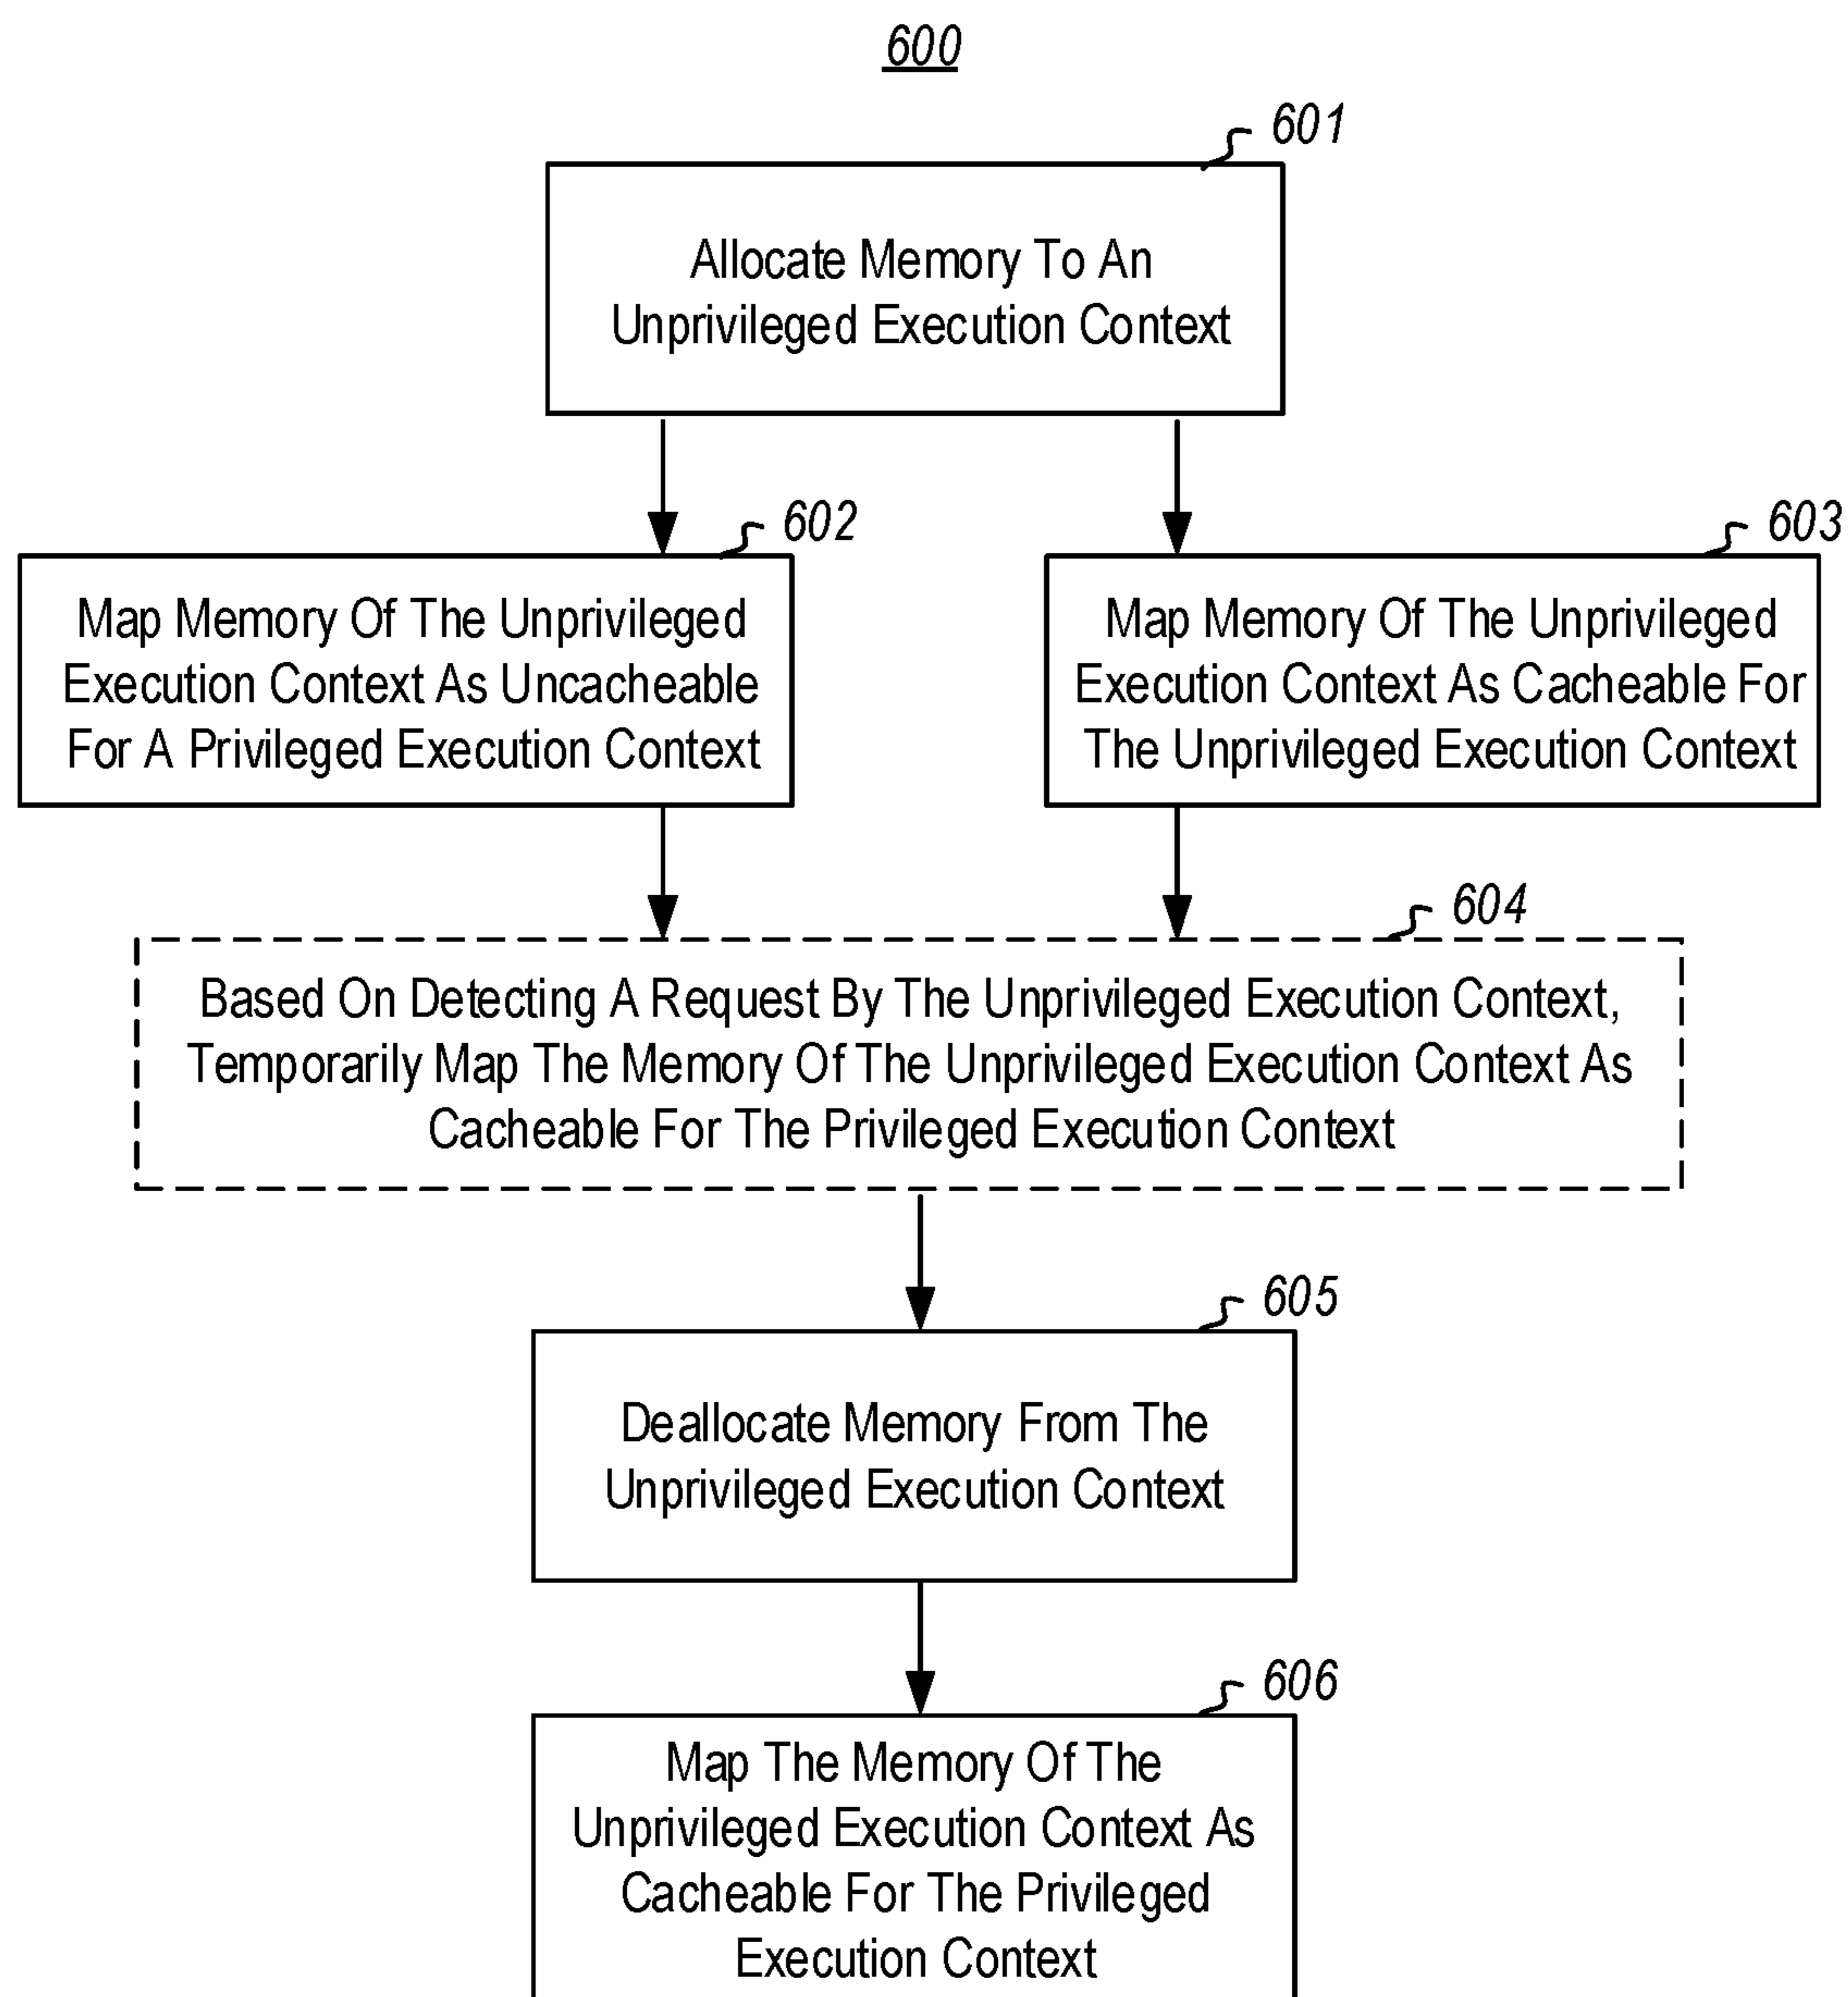 600
601
Allocate Memory To An
Unprivileged Execution Context
602
Map Memory Of The Unprivileged
Execution Context As Uncacheable
For A Privileged Execution Context
603
Map Memory Of The Unprivileged
Execution Context As Cacheable For
The Unprivileged Execution Context
604
Based On Detecting A Request By The Unprivileged Execution Context,
Temporarily Map The Memory Of The Unprivileged Execution Context As
Cacheable For The Privileged Execution Context
605
Deallocate Memory From The
Unprivileged Execution Context
606
Map The Memory Of The
Unprivileged Execution Context As
Cacheable For The Privileged
Execution Context